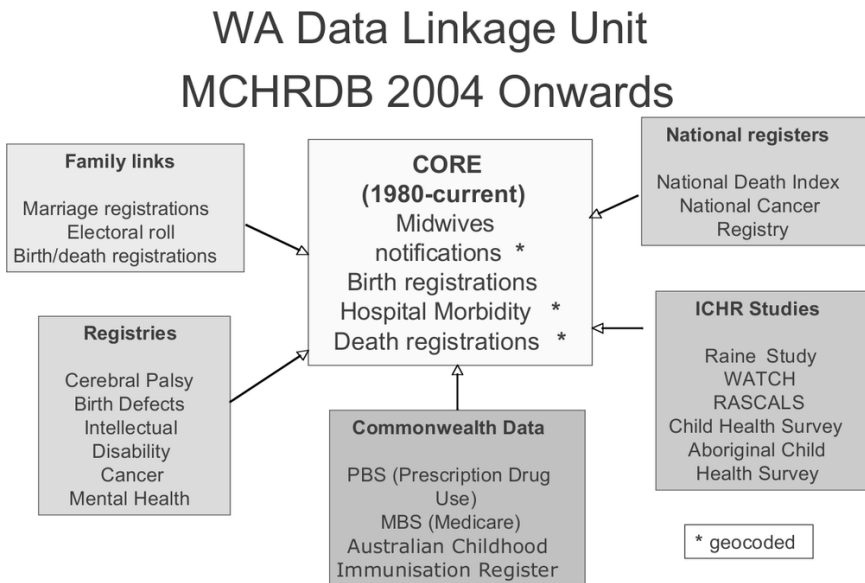 WA Data Linkage Unit
MCHRDB 2004 Onwards
Family links
Marriage registrations
Electoral roll
Birth/death registrations
Registries
Cerebral Palsy
Birth Defects
Intellectual
Disability
Cancer
Mental Health
CORE
(1980-current)
Midwives
notifications *
Birth registrations
Hospital Morbidity *
Death registrations *
Commonwealth Data
PBS (Prescription Drug
Use)
MBS (Medicare)
Australian Childhood
Immunisation Register
National registers
National Death Index
National Cancer
Registry
ICHR Studies
Raine Study
WATCH
RASCALS
Child Health Survey
Aboriginal Child
Health Survey
* geocoded